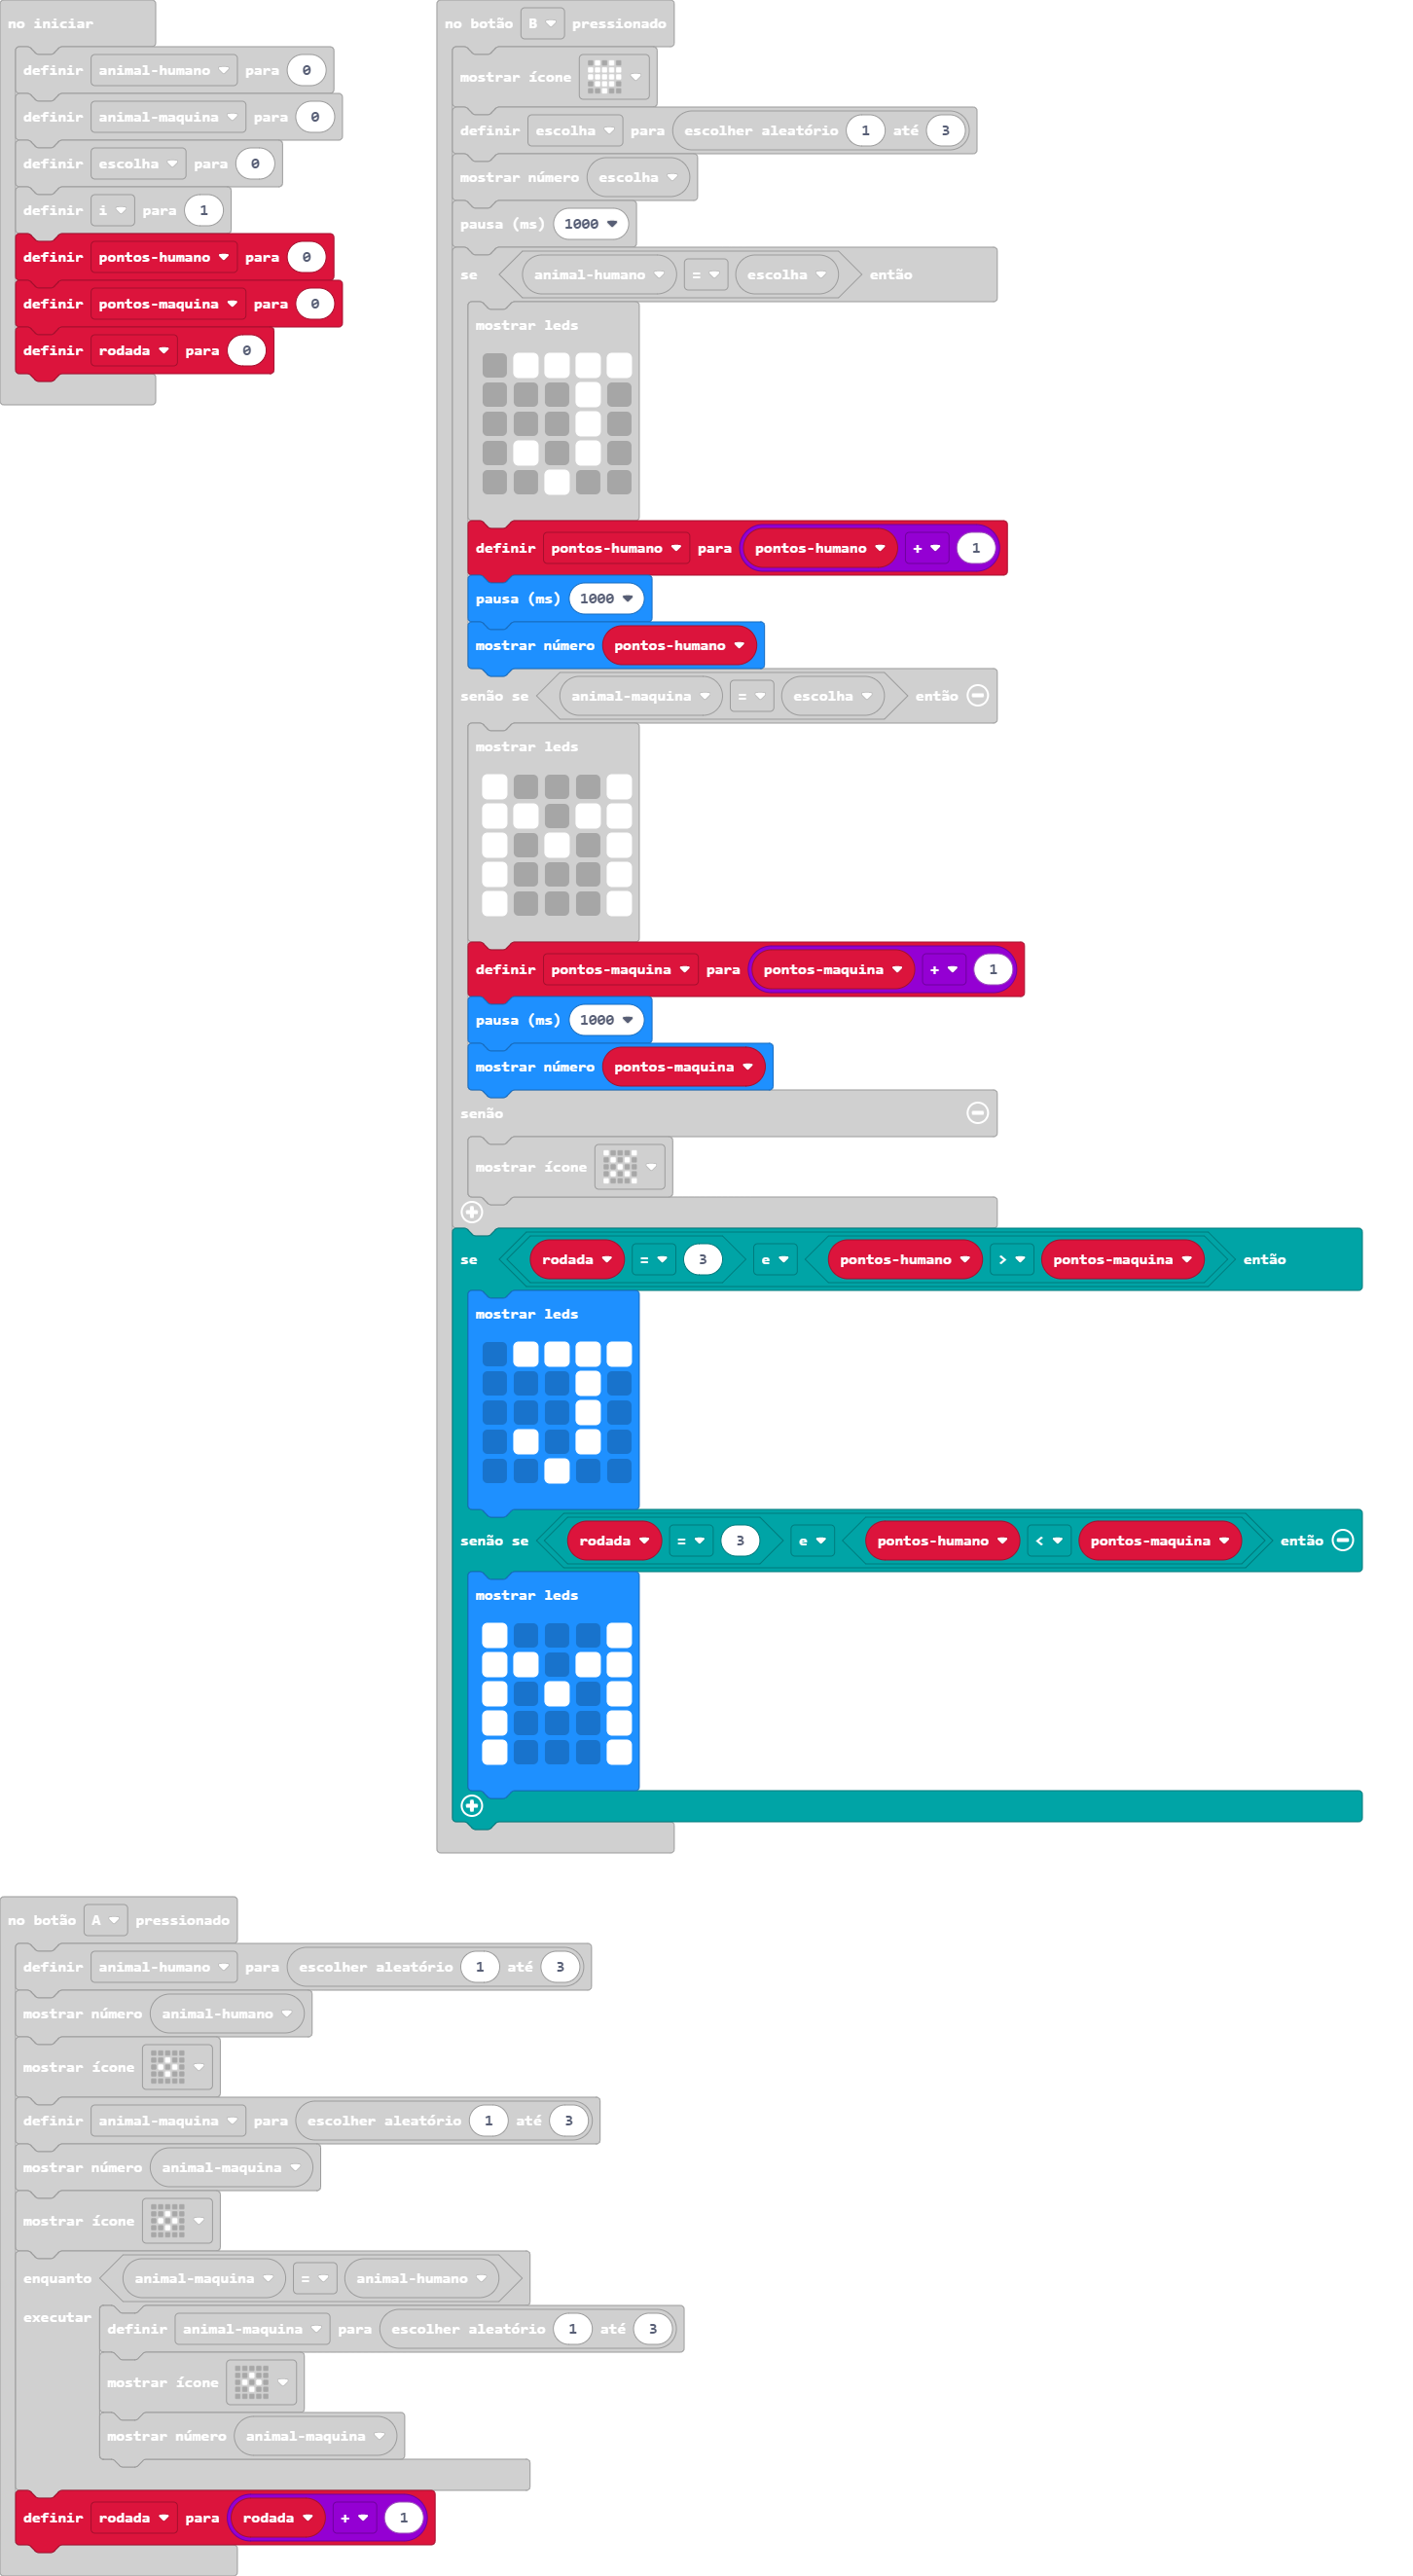 no iniciar
definir animal-humano para 0
definir animal-maquina para 0
definir escolha para 0
definir i para 1
definir pontos-humano para 0
definir pontos-maquina para 0
definir rodada para 0
no botão B pressionado
mostrar ícone
definir escolha para escolher aleatório 1 até 3
mostrar número escolha
pausa (ms) 1000
se animal-humano = escolha então
mostrar leds
definir pontos-humano para pontos-humano + 1
pausa (ms) 1000
mostrar número pontos-humano
senão se animal-maquina = escolha então
mostrar leds
definir pontos-maquina para pontos-maquina + 1
pausa (ms) 1000
mostrar número pontos-maquina
senão
mostrar ícone
se rodada = 3 e pontos-humano > pontos-maquina então
mostrar leds
senão se rodada = 3 e pontos-humano < pontos-maquina então
mostrar leds
no botão A pressionado
definir animal-humano para escolher aleatório 1 até 3
mostrar número animal-humano
mostrar ícone
definir animal-maquina para escolher aleatório 1 até 3
mostrar número animal-maquina
mostrar ícone
enquanto animal-maquina = animal-humano
executar
definir animal-maquina para escolher aleatório 1 até 3
mostrar ícone
mostrar número animal-maquina
definir rodada para rodada + 1